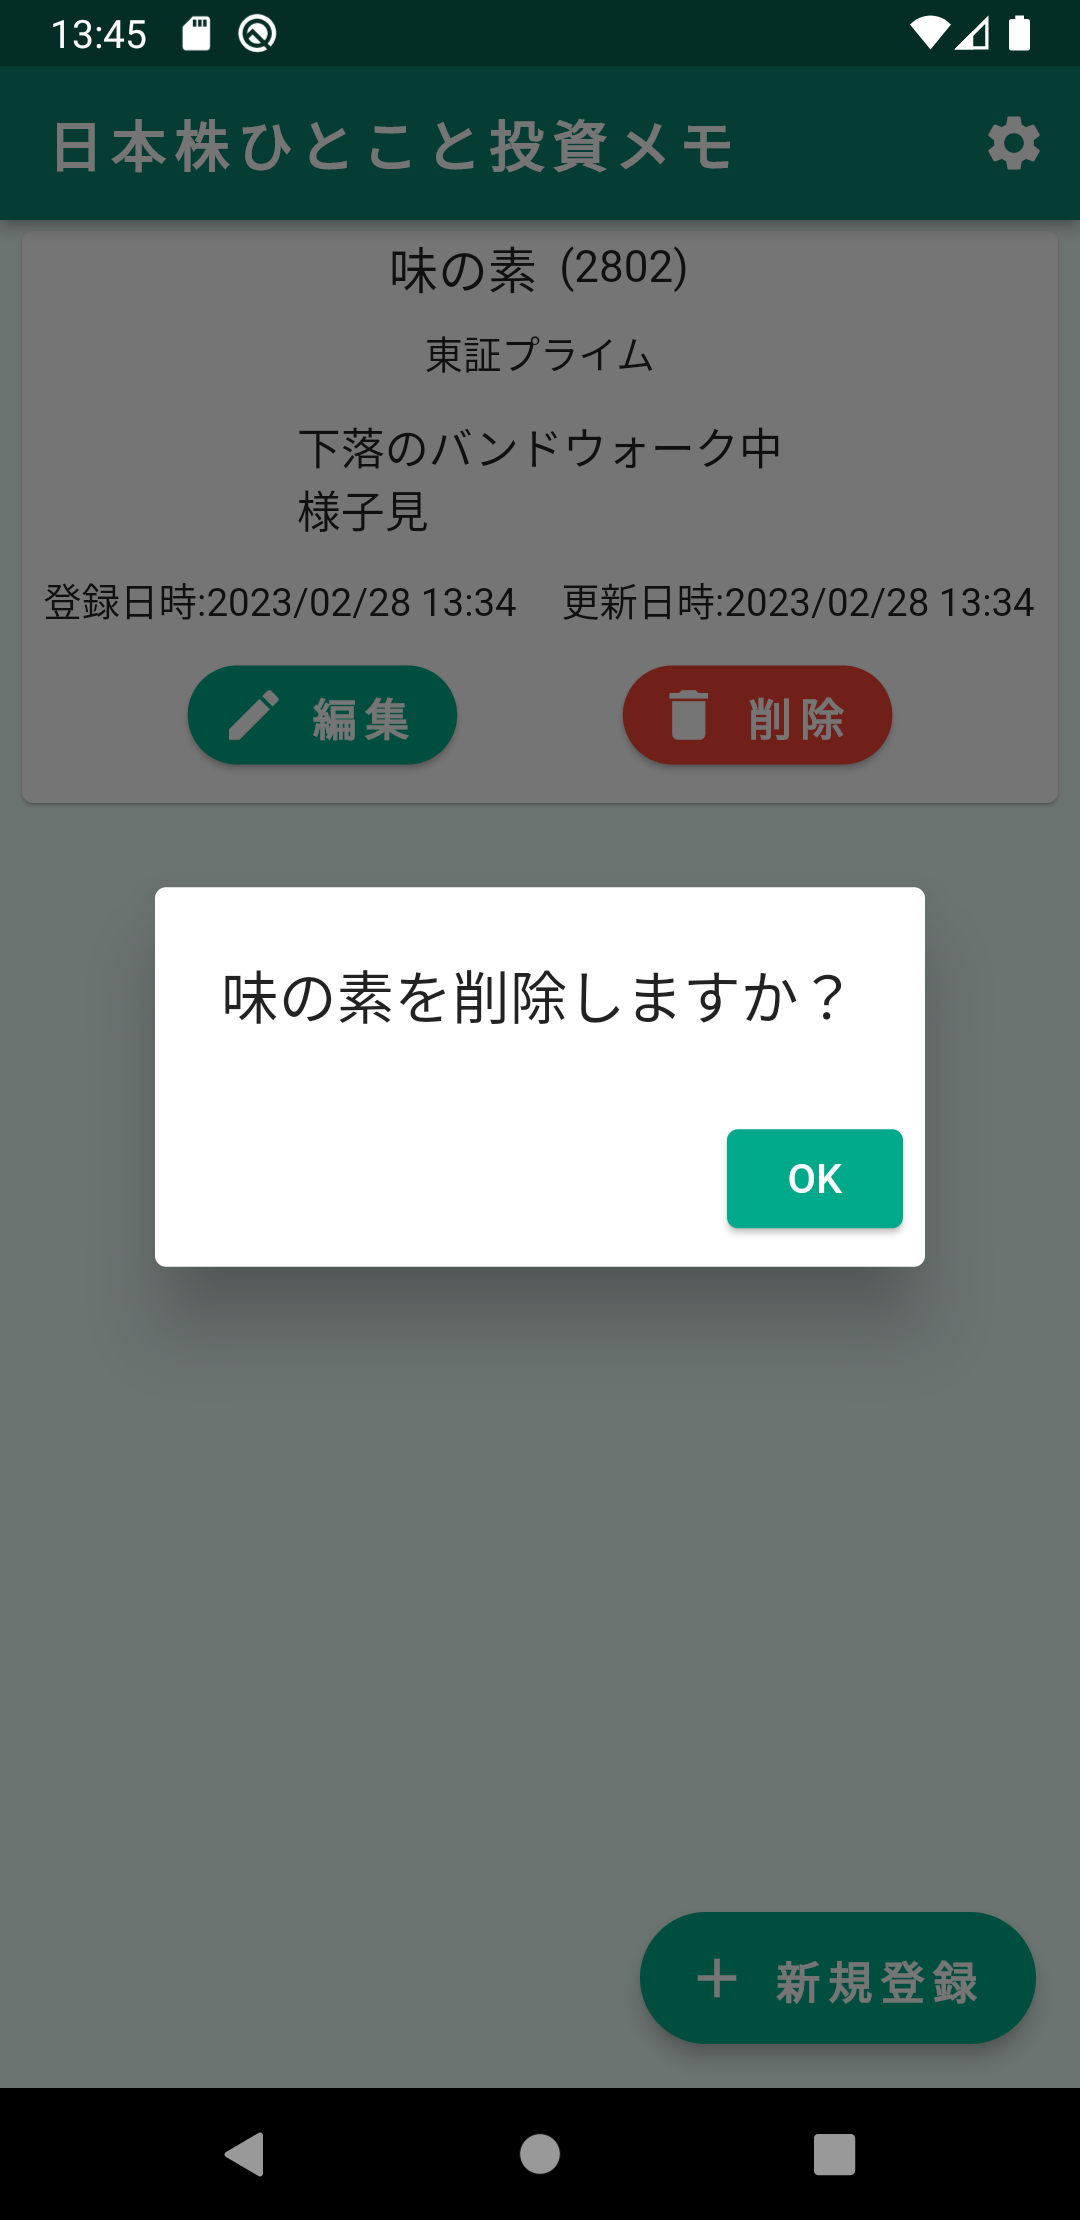 13:45
日本株ひとこと投資メモ
味の素 (2802)
東証プライム
下落のバンドウォーク中
様子見
登録日時:2023/02/28 13:34 更新日時:2023/02/28 13:34
編集 削除
味の素を削除しますか？
OK
新規登録